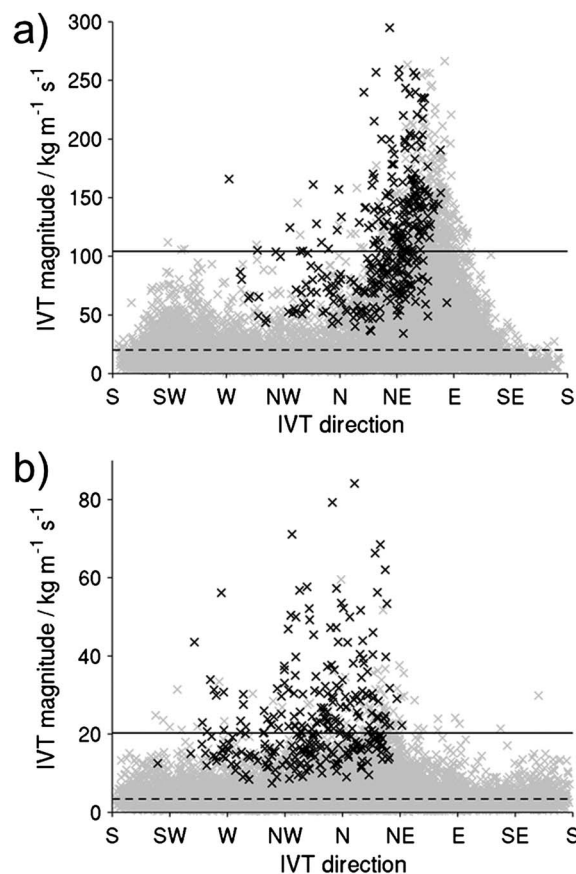 a)
IVT magnitude / kg m⁻¹ s⁻¹
300
250
200
150
100
50
0
S SW W NW N NE E SE S
IVT direction
b)
IVT magnitude / kg m⁻¹ s⁻¹
80
60
40
20
0
S SW W NW N NE E SE S
IVT direction